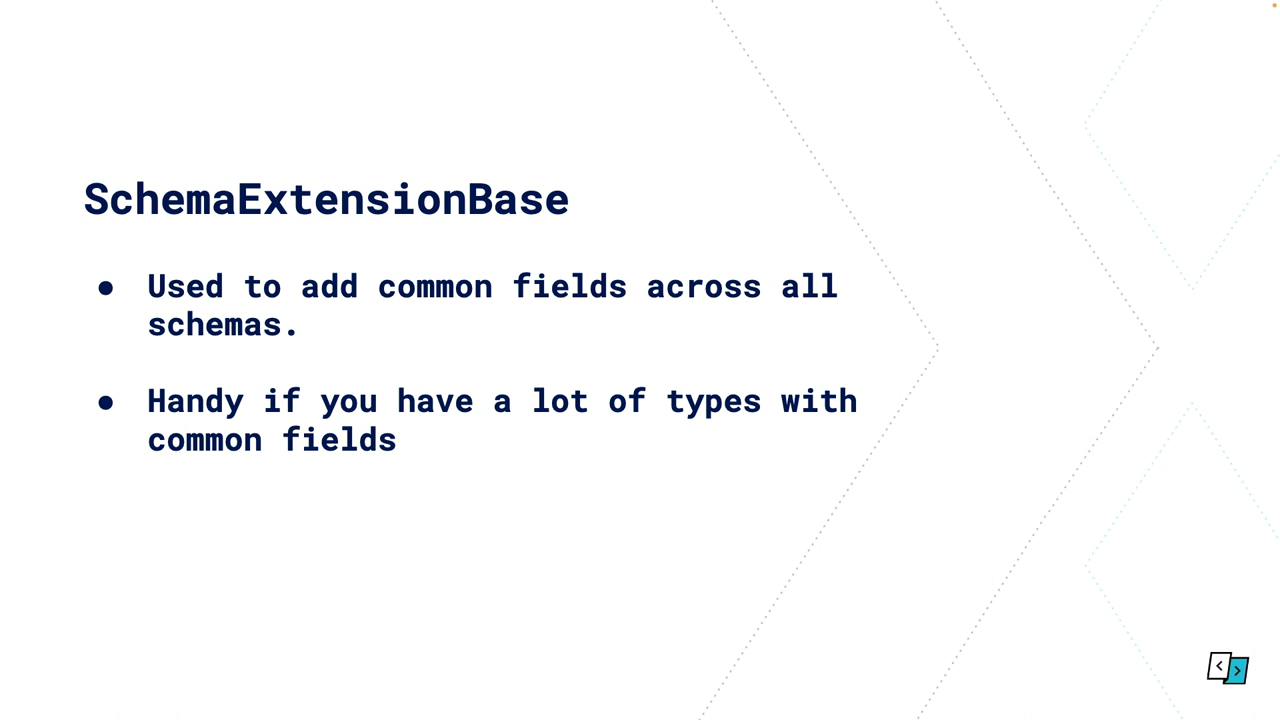 SchemaExtensionBase
● Used to add common fields across all
schemas.
● Handy if you have a lot of types with
common fields